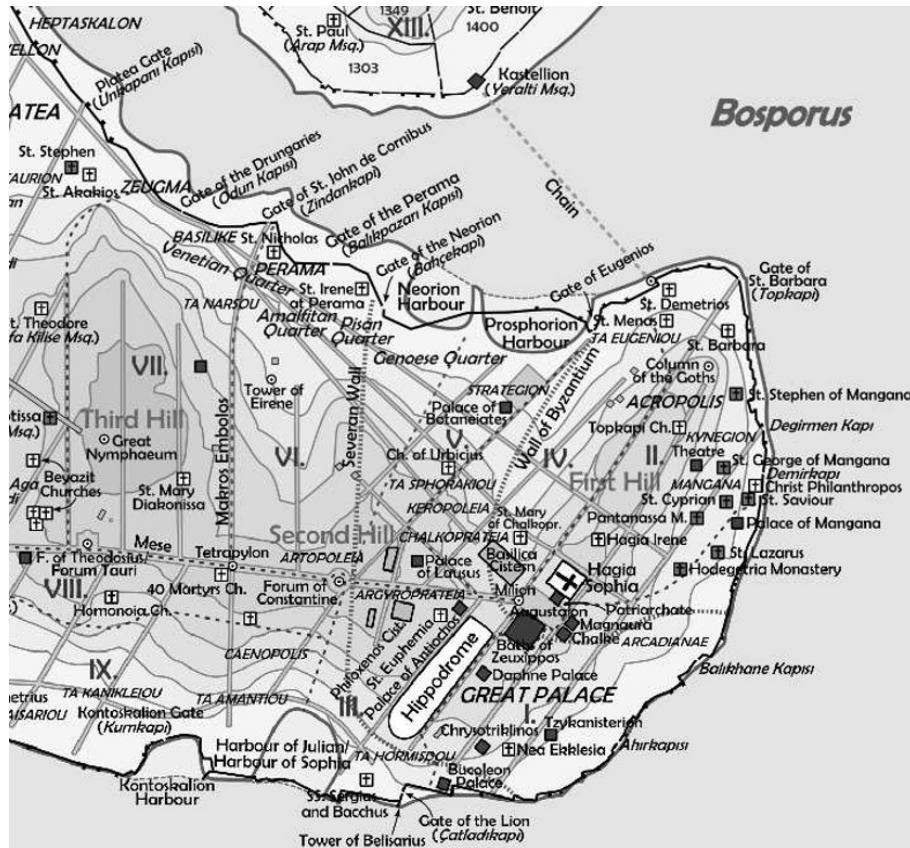 HEPTASKALON
1349
XIII.
St. Benoit
1400
St. Paul
(Arap Msq.)
1303
Kastellion
(Yeralti Msq.)
Platea Gate
(Unkapanı Kapısı)
Bosporus
Chain
St. Stephen
St. Akakios
ZEUGMA
Gate of the Drungaries
(Odun Kapısı)
Gate of St. John de Cornibus
(Zindankapi)
Gate of the Perama
(Balıkpazarı Kapısı)
Gate of the Neorion
(Bahçekapı)
Gate of Eugenios
Gate of
St. Barbara
(Topkapi)
BASILIKE
St. Nicholas
Venetian Quarter
PERAMA
TA NARSOU
St. Irene
at Perama
Amalfitan
Quarter
Pisan
Quarter
Neorion
Harbour
Prosphorion
Harbour
St. Demetrios
St. Menas
TA EUGENIOU
St. Barbara
Genoese Quarter
Column
of the Goths
VII.
Tower of
Eirene
Severan Wall
STRATEGION
Palace of
Botaneiates
Wall of Byzantium
ACROPOLIS
St. Stephen of Mangana
Topkapi Ch.
Degirmen Kapı
KYNEGION
Theatre
Third Hill
Great
Nymphaeum
Makros Embolos
VI.
V.
Ch. of Urbicius
IV.
II.
First Hill
St. George of Mangana
Demirkapı
MANGANA
Christ Philanthropos
St. Cyprian
St. Saviour
Beyazit
Churches
St. Mary
Diakonissa
TA SPHORAKIOU
KEROPOLEIA
St. Mary
of Chalkopr.
Pantanassa M.
Palace of Mangana
Second Hill
CHALKOPRATEIA
Hagia Irene
Mese
Tetrapylon
ARTOPOLEIA
Basilica
Cistern
St. Lazarus
Hodegetria Monastery
F. of Theodosius/
Forum Tauri
Palace
of Lausus
Hagia
Sophia
VIII.
40 Martyrs Ch.
Forum of
Constantine
ARGYROPRATEIA
Milion
Augustaion
Patriarchate
Homonoia Ch.
Magnaura
Chalke
ARCADIANAE
Philoxenos Cist.
St. Euphemia
Palace of Antiochos
Baths of
Zeuxippos
CAENOPOLIS
IX.
Hippodrome
Daphne Palace
Balıkhane Kapısı
TA KANIKLEIOU
TA AMANTIOU
III.
GREAT PALACE
I.
Kontoskalion Gate
(Kumkapi)
Chrysotriklinos
Tzykanisterion
Nea Ekklesia
Ahırkapısı
Harbour of Julian/
Harbour of Sophia
TA HORMISDOU
Bucoleon
Palace
Kontoskalion
Harbour
SS. Sergius
and Bacchus
Gate of the Lion
(Çatladıkapi)
Tower of Belisarius